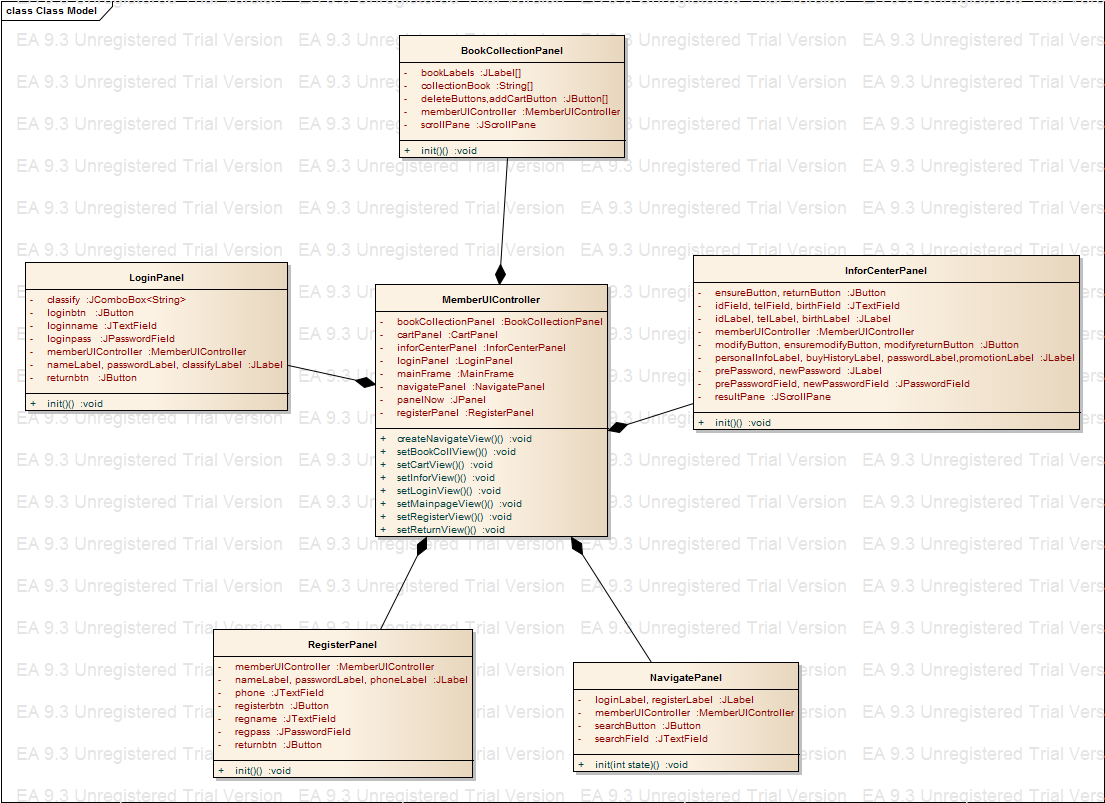 class Class Model
BookCollectionPanel
- bookLabels :JLabel[]
- collectionBook :String[]
- deleteButtons,addCartButton :JButton[]
- memberUIController :MemberUIController
- scrollPane :JScrollPane
+ init()() :void
LoginPanel
- classify :JComboBox<String>
- loginbtn :JButton
- loginname :JTextField
- loginpass :JPasswordField
- memberUIController :MemberUIController
- nameLabel, passwordLabel, classifyLabel :JLabel
- returnbtn :JButton
+ init()() :void
MemberUIController
- bookCollectionPanel :BookCollectionPanel
- cartPanel :CartPanel
- inforCenterPanel :InforCenterPanel
- loginPanel :LoginPanel
- mainFrame :MainFrame
- navigatePanel :NavigatePanel
- panelNow :JPanel
- registerPanel :RegisterPanel
+ createNavigateView()() :void
+ setBookCollView()() :void
+ setCartView()() :void
+ setInforView()() :void
+ setLoginView()() :void
+ setMainpageView()() :void
+ setRegisterView()() :void
+ setReturnView()() :void
InforCenterPanel
- ensureButton, returnButton :JButton
- idField, telField, birthField :JTextField
- idLabel, telLabel, birthLabel :JLabel
- memberUIController :MemberUIController
- modifyButton, ensuremodifyButton, modifyreturnButton :JButton
- personalInfoLabel, buyHistoryLabel, passwordLabel,promotionLabel :JLabel
- prePassword, newPassword :JLabel
- prePasswordField, newPasswordField :JPasswordField
- resultPane :JScrollPane
+ init()() :void
RegisterPanel
- memberUIController :MemberUIController
- nameLabel, passwordLabel, phoneLabel :JLabel
- phone :JTextField
- registerbtn :JButton
- regname :JTextField
- regpass :JPasswordField
- returnbtn :JButton
+ init()() :void
NavigatePanel
- loginLabel, registerLabel :JLabel
- memberUIController :MemberUIController
- searchButton :JButton
- searchField :JTextField
+ init(int state)() :void
EA 9.3 Unregistered Trial Version